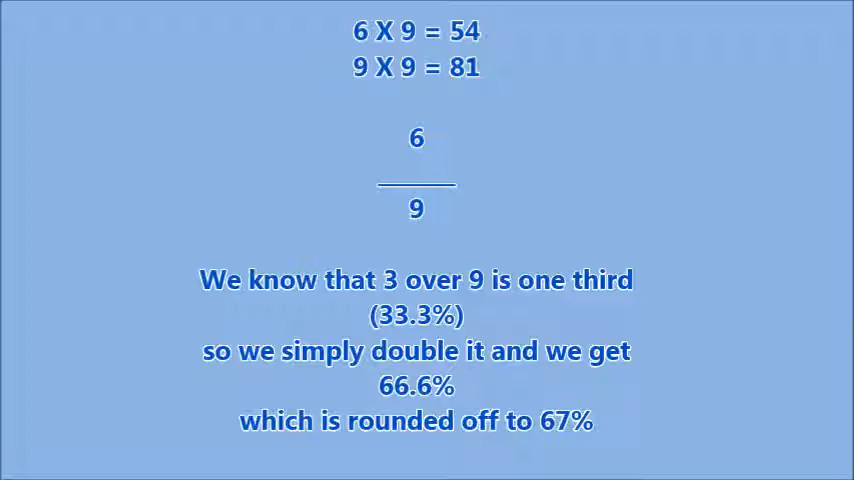 6 X 9 = 54
9 X 9 = 81
6
9
We know that 3 over 9 is one third
(33.3%)
so we simply double it and we get
66.6%
which is rounded off to 67%